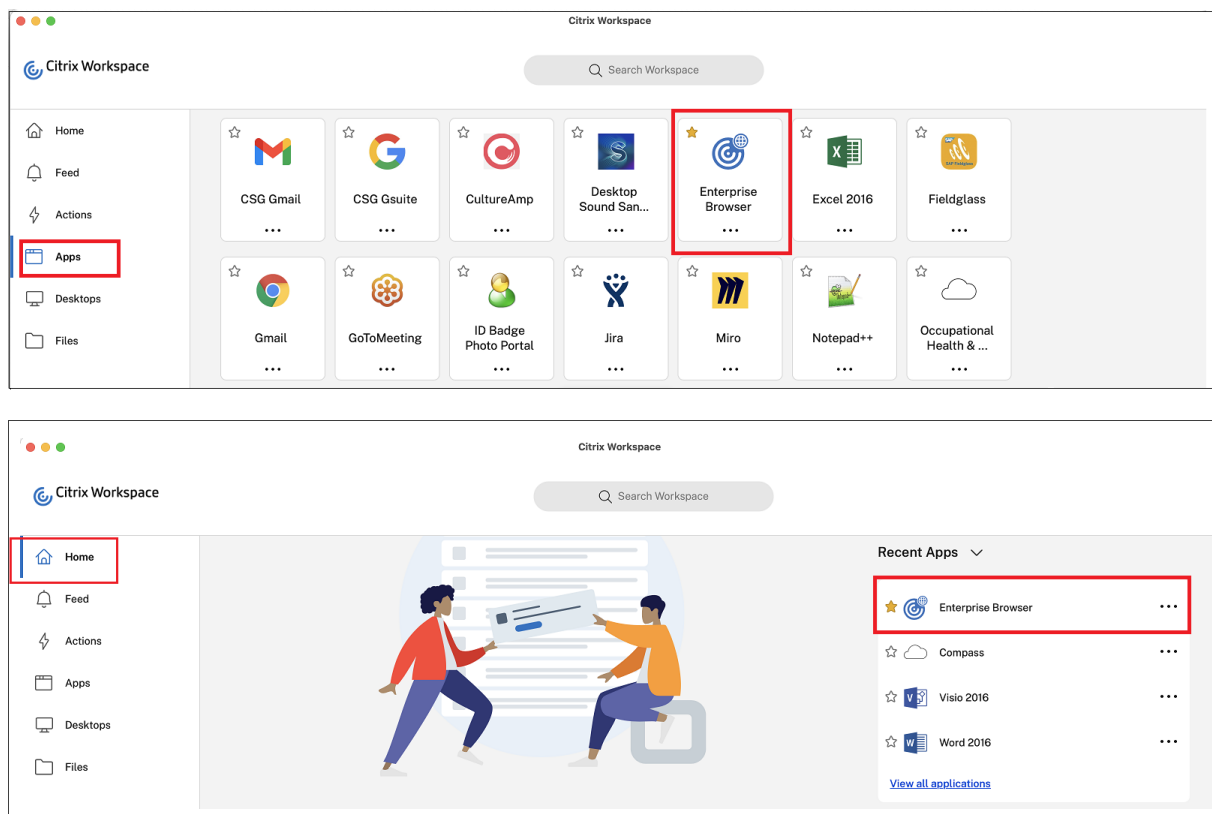 Citrix Workspace
Citrix Workspace
Search Workspace
Home
Feed
Actions
Apps
Desktops
Files
CSG Gmail
CSG Gsuite
CultureAmp
Desktop
Sound San...
Enterprise
Browser
Excel 2016
Fieldglass
Gmail
GoToMeeting
ID Badge
Photo Portal
Jira
Miro
Notepad++
Occupational
Health & ...
Citrix Workspace
Citrix Workspace
Search Workspace
Home
Feed
Actions
Apps
Desktops
Files
Recent Apps
Enterprise Browser
Compass
Visio 2016
Word 2016
View all applications